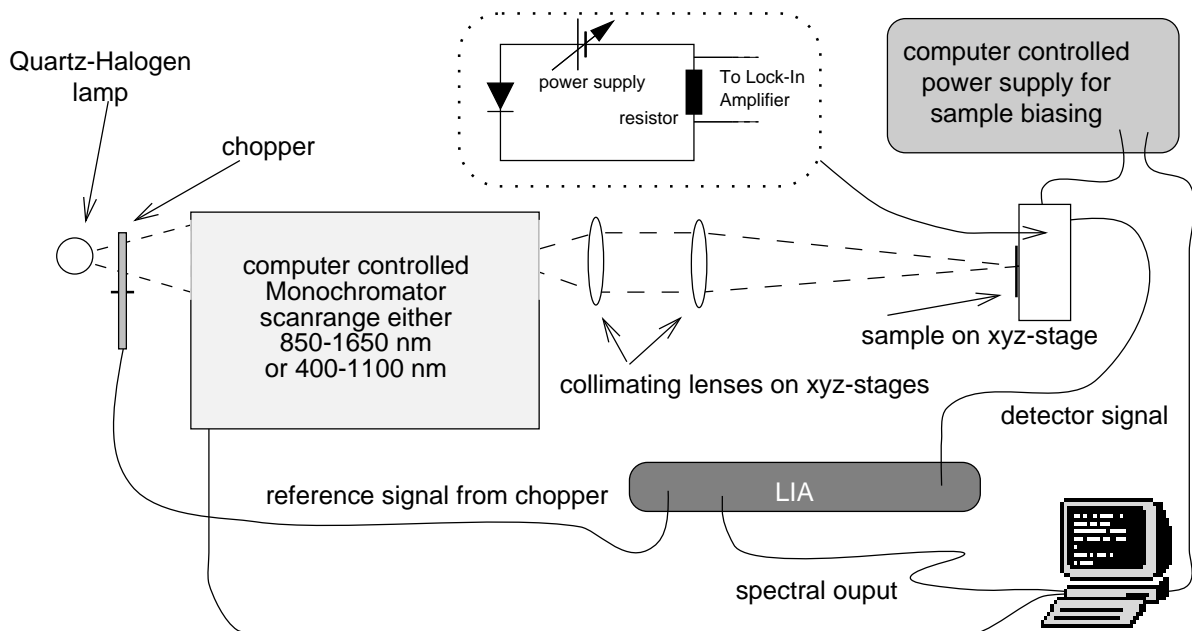 Quartz-Halogen
lamp
chopper
power supply
resistor
To Lock-In
Amplifier
computer controlled
power supply for
sample biasing
computer controlled
Monochromator
scanrange either
850-1650 nm
or 400-1100 nm
collimating lenses on xyz-stages
sample on xyz-stage
detector signal
reference signal from chopper
LIA
spectral ouput